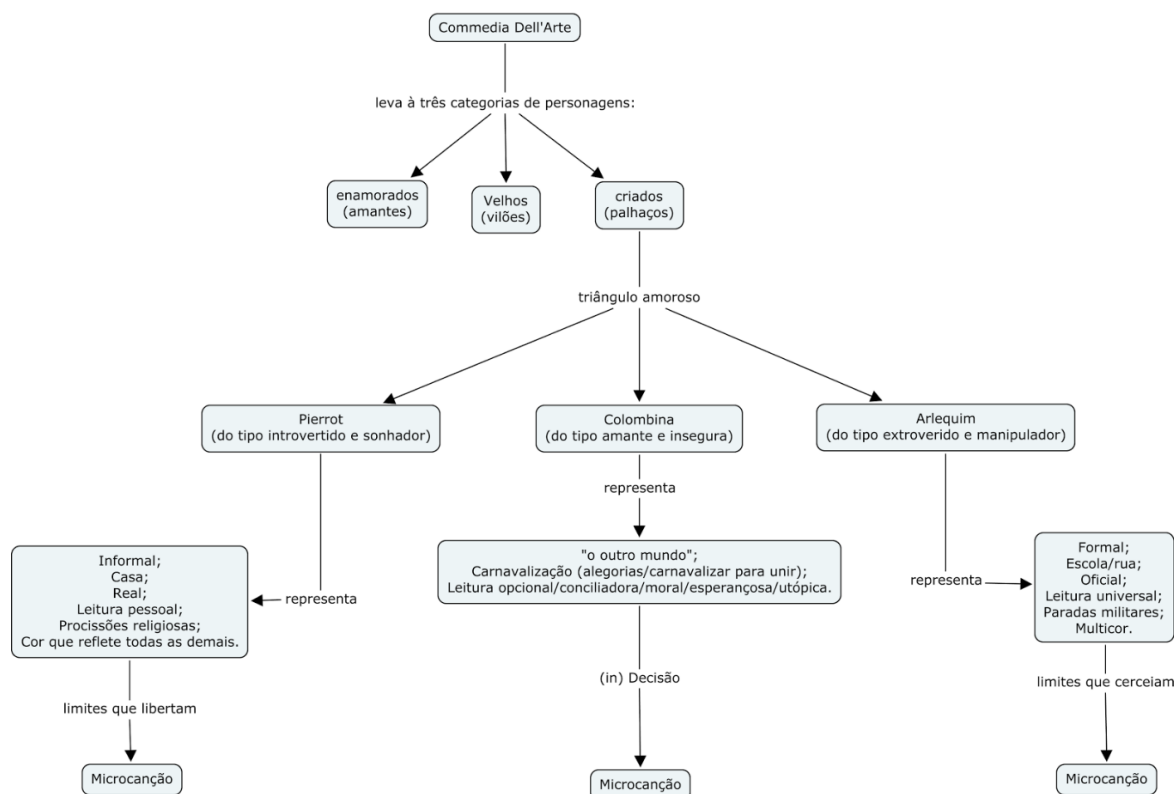 Commedia Dell'Arte
leva à três categorias de personagens:
enamorados
(amantes)
Velhos
(vilões)
criados
(palhaços)
triângulo amoroso
Pierrot
(do tipo introvertido e sonhador)
Colombina
(do tipo amante e insegura)
Arlequim
(do tipo extroverido e manipulador)
representa
Informal;
Casa;
Real;
Leitura pessoal;
Procissões religiosas;
Cor que reflete todas as demais.
representa
"o outro mundo";
Carnavalização (alegorias/carnavalizar para unir);
Leitura opcional/conciliadora/moral/esperançosa/utópica.
representa
Formal;
Escola/rua;
Oficial;
Leitura universal;
Paradas militares;
Multicor.
limites que libertam
(in) Decisão
limites que cerceiam
Microcanção
Microcanção
Microcanção